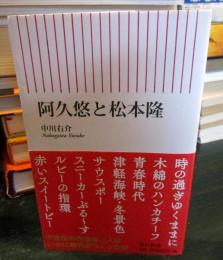 阿久悠と松本隆
中川右介
Nakagawa Yusuke
時の過ぎゆくままに
木綿のハンカチーフ
青春時代
津軽海峡・冬景色
サウスポー
スニーカーぶる〜す
ルビーの指環
赤いスイートピー